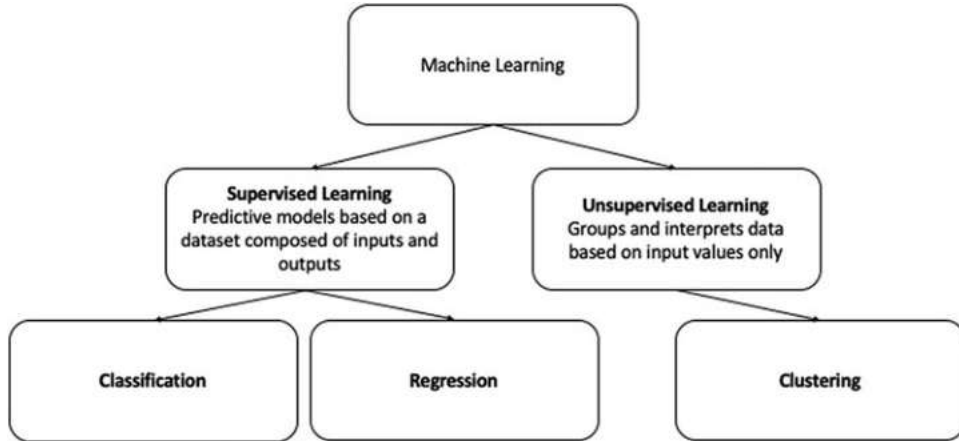 Machine Learning
Supervised Learning
Predictive models based on a
dataset composed of inputs and
outputs
Unsupervised Learning
Groups and interprets data
based on input values only
Classification
Regression
Clustering